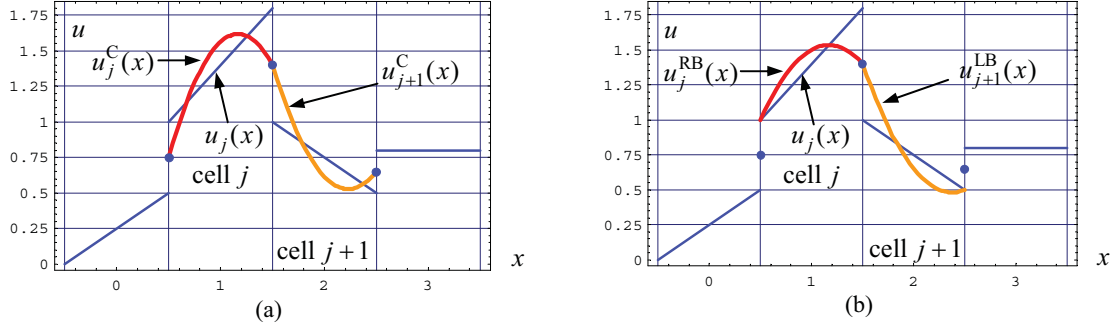 1.75
1.5
1.25
1
0.75
0.5
0.25
0
u
u_j^C(x)
u_{j+1}^C(x)
u_j(x)
cell j
cell j+1
0 1 2 3
x
(a)
1.75
1.5
1.25
1
0.75
0.5
0.25
0
u
u_j^{RB}(x)
u_{j+1}^{LB}(x)
u_j(x)
cell j
cell j+1
0 1 2 3
x
(b)